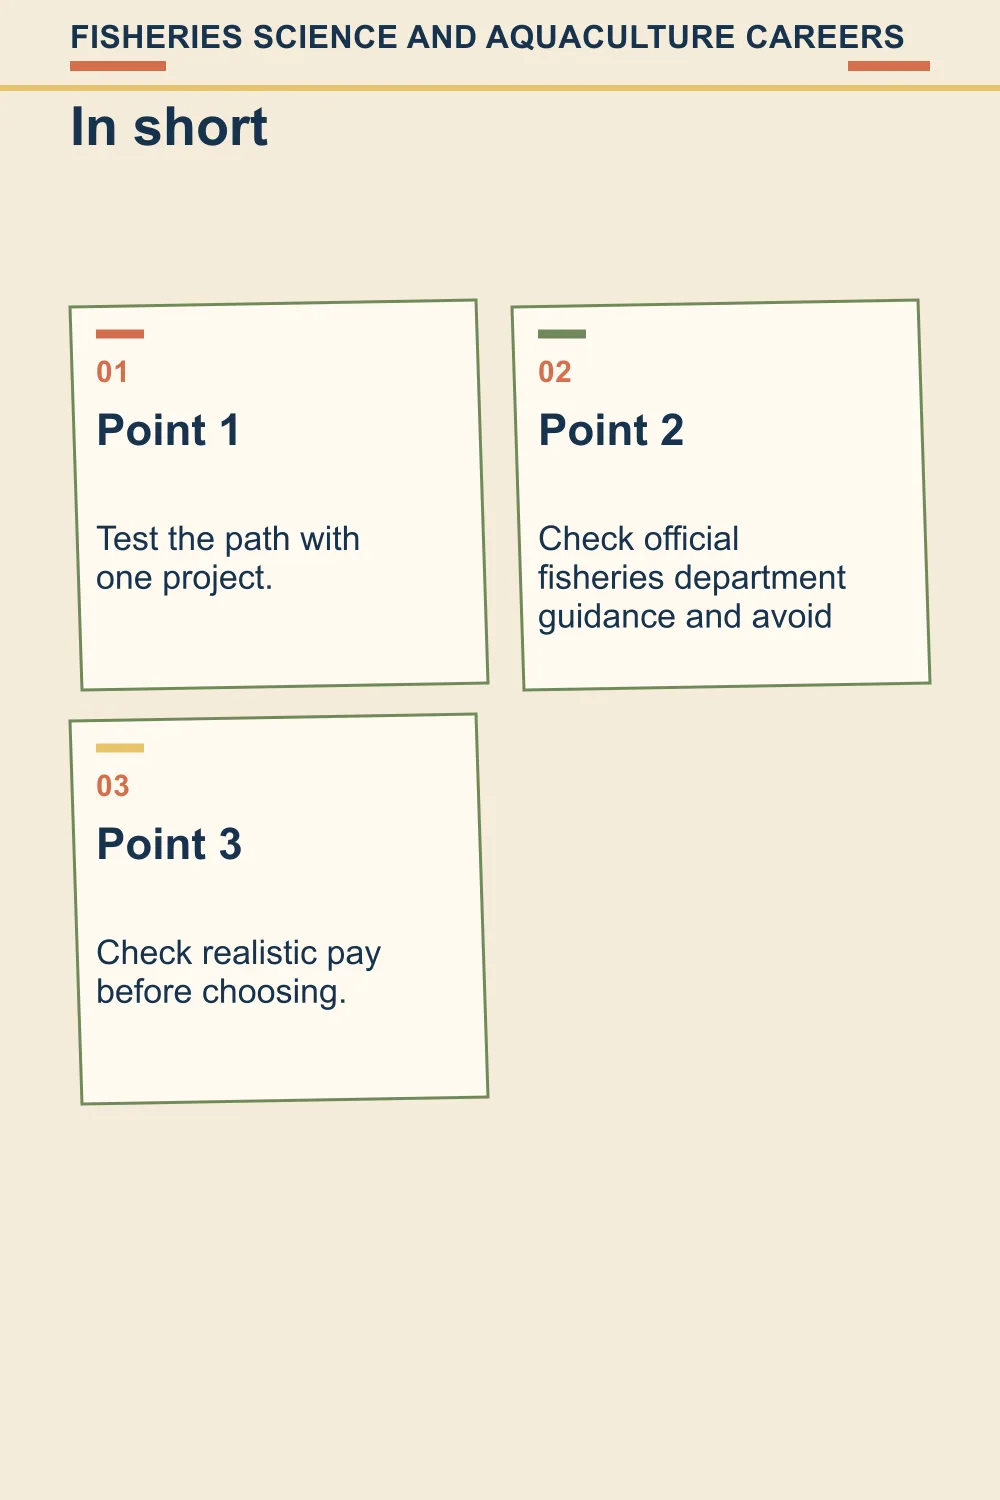 FISHERIES SCIENCE AND AQUACULTURE CAREERS
In short
01
Point 1
Test the path with
one project.
02
Point 2
Check official
fisheries department
guidance and avoid
03
Point 3
Check realistic pay
before choosing.